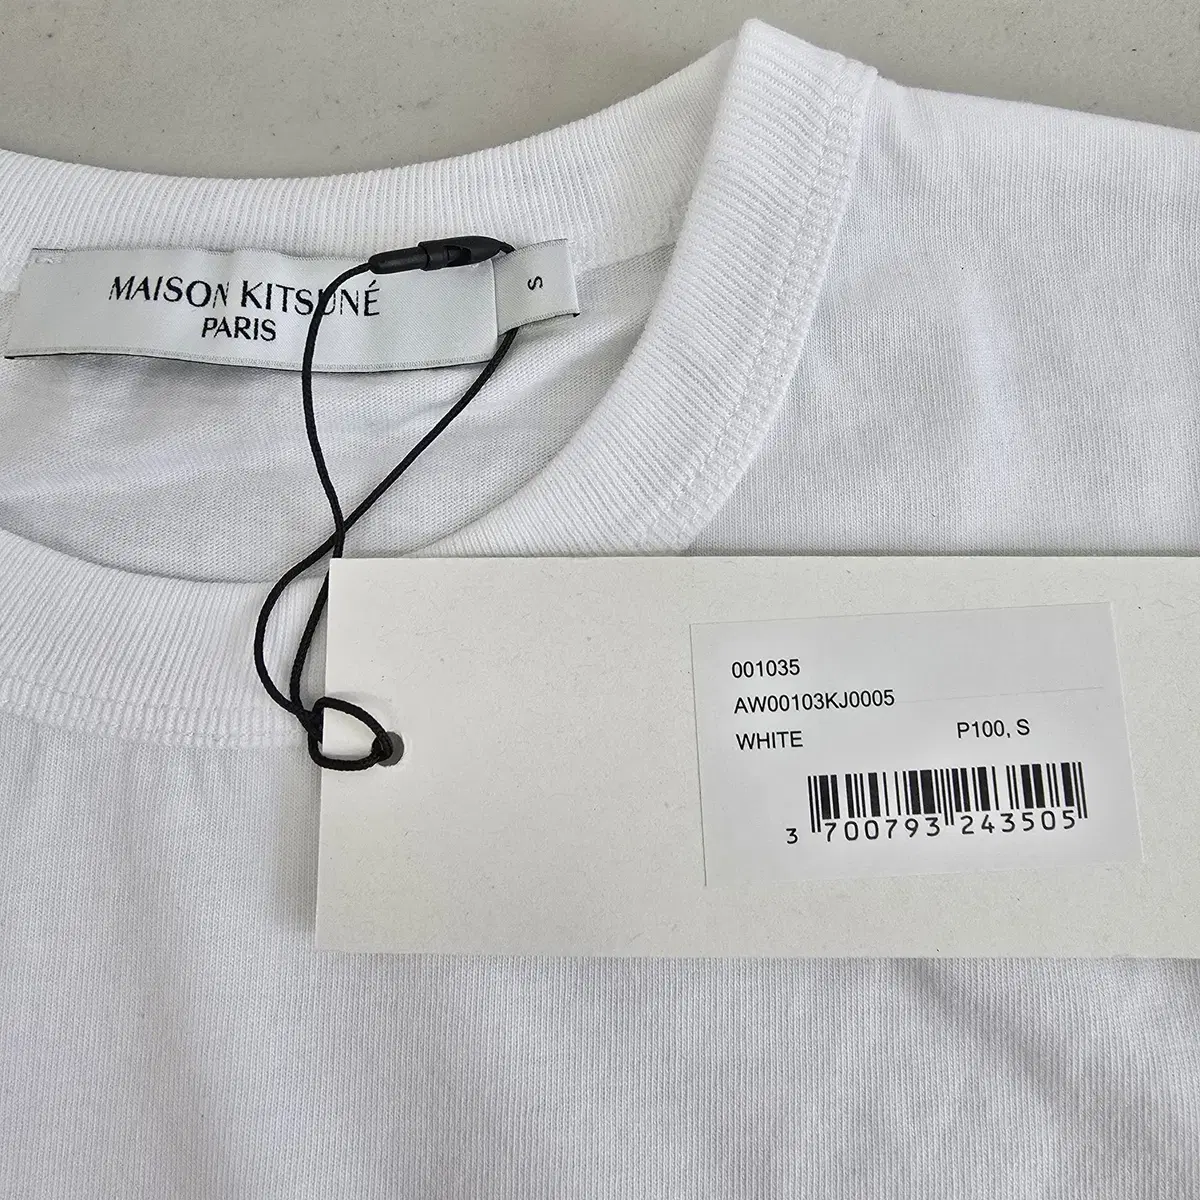 MAISON KITSUNÉ
PARIS
S
001035
AW00103KJ0005
WHITE P100, S
3 700793 243505